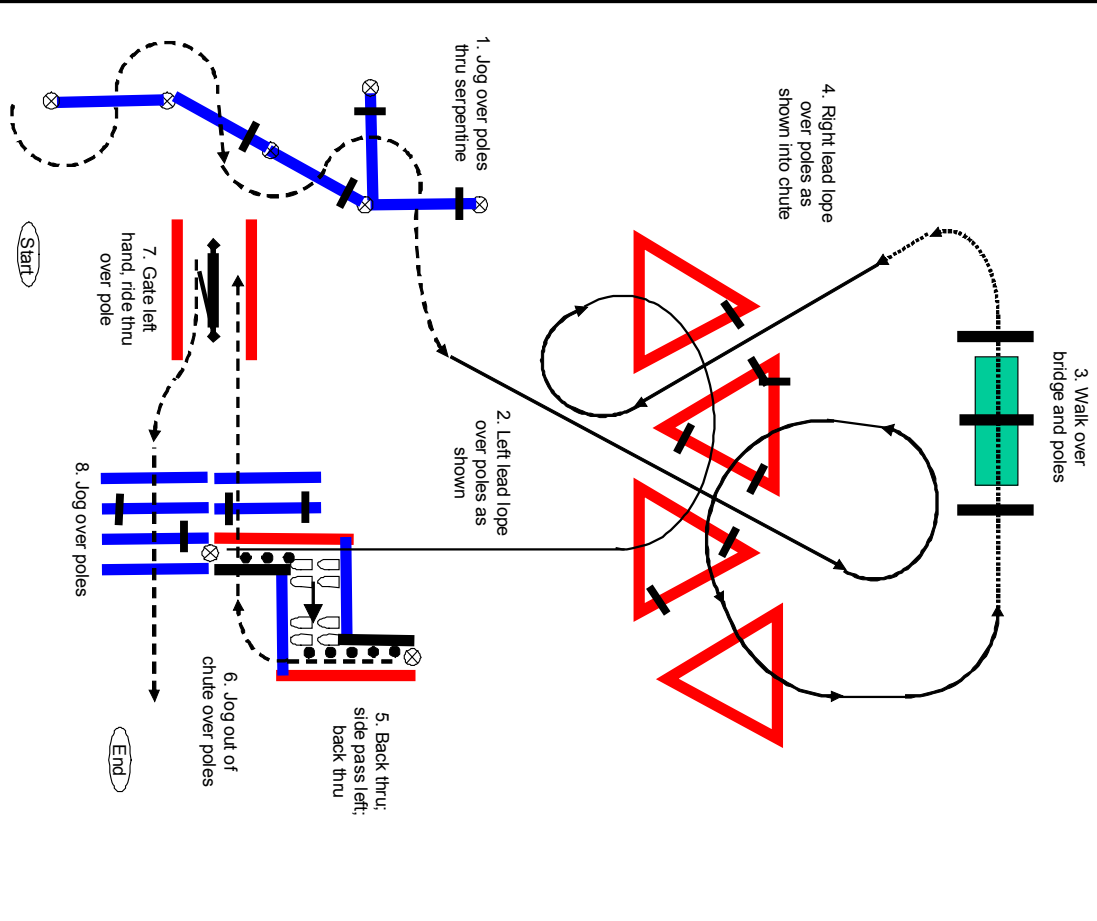 Start
1. Jog over poles
thru serpentine
2. Left lead lope
over poles as
shown
3. Walk over
bridge and poles
4. Right lead lope
over poles as
shown into chute
5. Back thru;
side pass left;
back thru
6. Jog out of
chute over poles
7. Gate left
hand, ride thru
over pole
8. Jog over poles
End